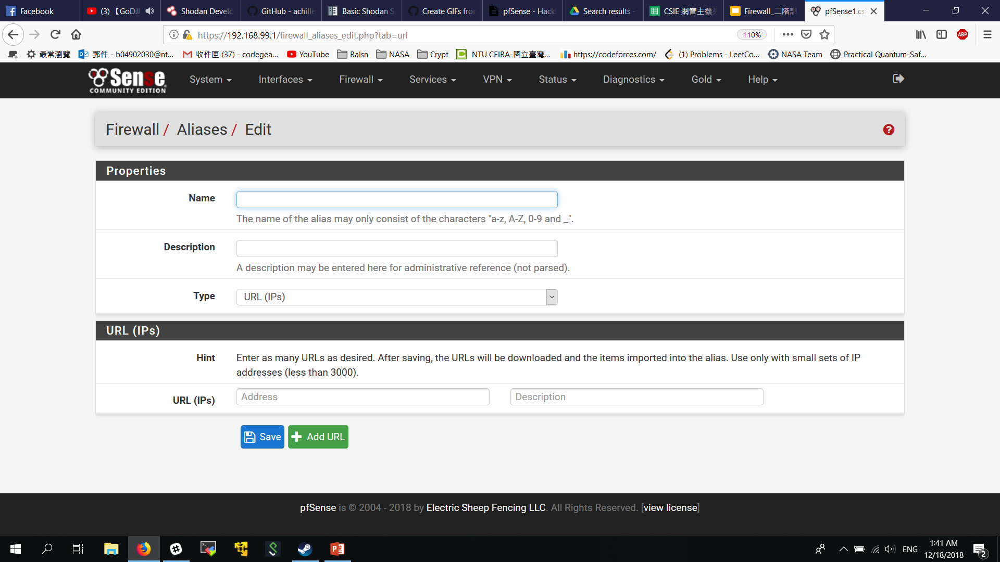 Facebook
(3) 【GoDJJ
Shodan Develo
GitHub - achille
Basic Shodan S
Create GIFs from
pfSense - Hack
Search results -
CSIE 網管主機
Firewall_二階訓
pfSense1.cs
https://192.168.99.1/firewall_aliases_edit.php?tab=url
110%
ABP
最常瀏覽
郵件 - b04902030@nt...
收件匣 (37) - codegea...
YouTube
Balsn
NASA
Crypt
NTU CEIBA-國立臺灣...
https://codeforces.com/
(1) Problems - LeetCo...
NASA Team
Practical Quantum-Saf...
Sense
COMMUNITY EDITION
System
Interfaces
Firewall
Services
VPN
Status
Diagnostics
Gold
Help
Firewall / Aliases / Edit
Properties
Name
The name of the alias may only consist of the characters "a-z, A-Z, 0-9 and _".
Description
A description may be entered here for administrative reference (not parsed).
Type
URL (IPs)
URL (IPs)
Hint
Enter as many URLs as desired. After saving, the URLs will be downloaded and the items imported into the alias. Use only with small sets of IP
addresses (less than 3000).
URL (IPs)
Address
Description
Save
Add URL
pfSense is © 2004 - 2018 by Electric Sheep Fencing LLC. All Rights Reserved. [view license]
ENG
1:41 AM
12/18/2018
2